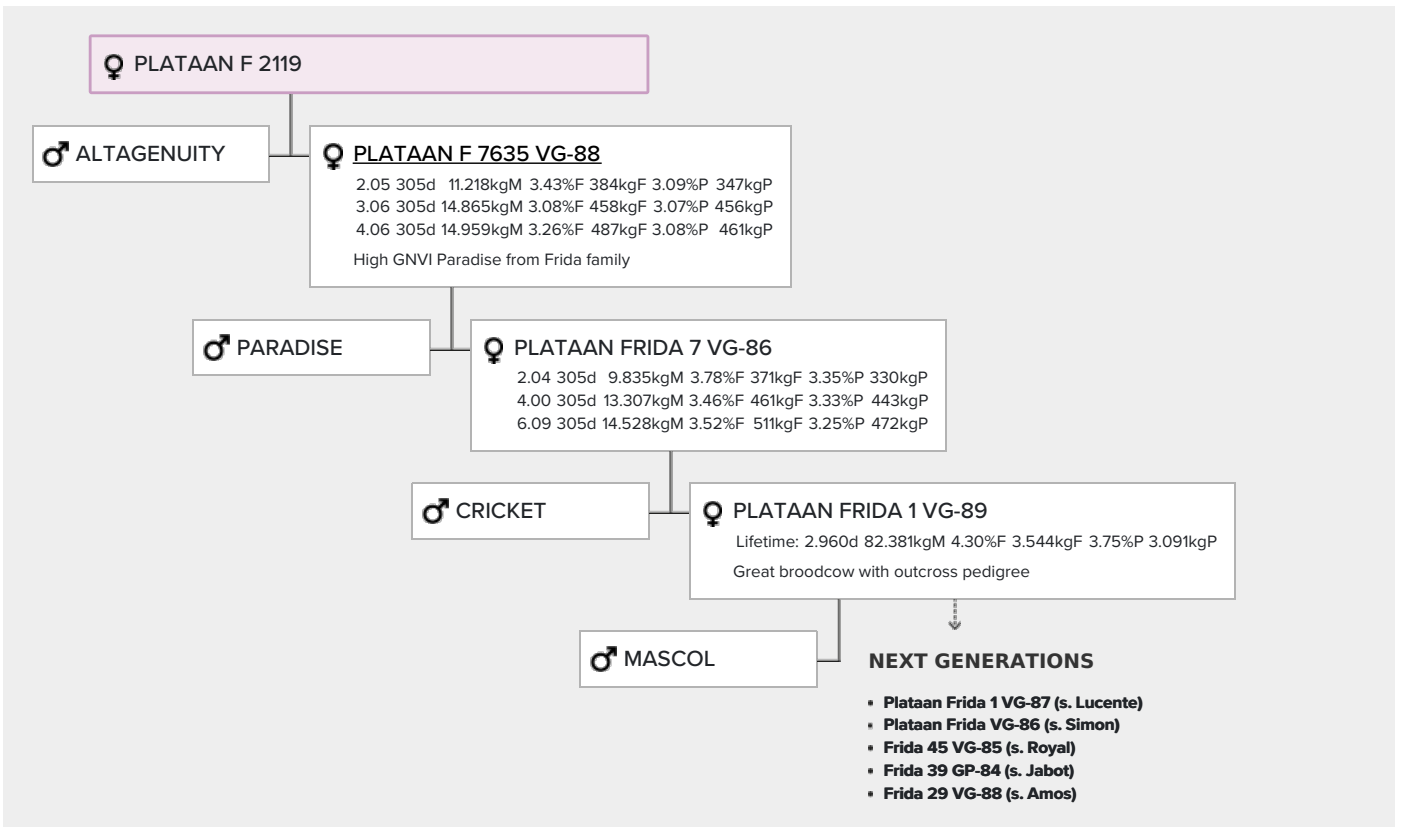 PLATAAN F 2119
ALTAGENUITY
PLATAAN F 7635 VG-88
2.05 305d 11.218kgM 3.43%F 384kgF 3.09%P 347kgP
3.06 305d 14.865kgM 3.08%F 458kgF 3.07%P 456kgP
4.06 305d 14.959kgM 3.26%F 487kgF 3.08%P 461kgP
High GNVI Paradise from Frida family
PARADISE
PLATAAN FRIDA 7 VG-86
2.04 305d 9.835kgM 3.78%F 371kgF 3.35%P 330kgP
4.00 305d 13.307kgM 3.46%F 461kgF 3.33%P 443kgP
6.09 305d 14.528kgM 3.52%F 511kgF 3.25%P 472kgP
CRICKET
PLATAAN FRIDA 1 VG-89
Lifetime: 2.960d 82.381kgM 4.30%F 3.544kgF 3.75%P 3.091kgP
Great broodcow with outcross pedigree
MASCOL
NEXT GENERATIONS
• Plataan Frida 1 VG-87 (s. Lucente)
• Plataan Frida VG-86 (s. Simon)
• Frida 45 VG-85 (s. Royal)
• Frida 39 GP-84 (s. Jabot)
• Frida 29 VG-88 (s. Amos)